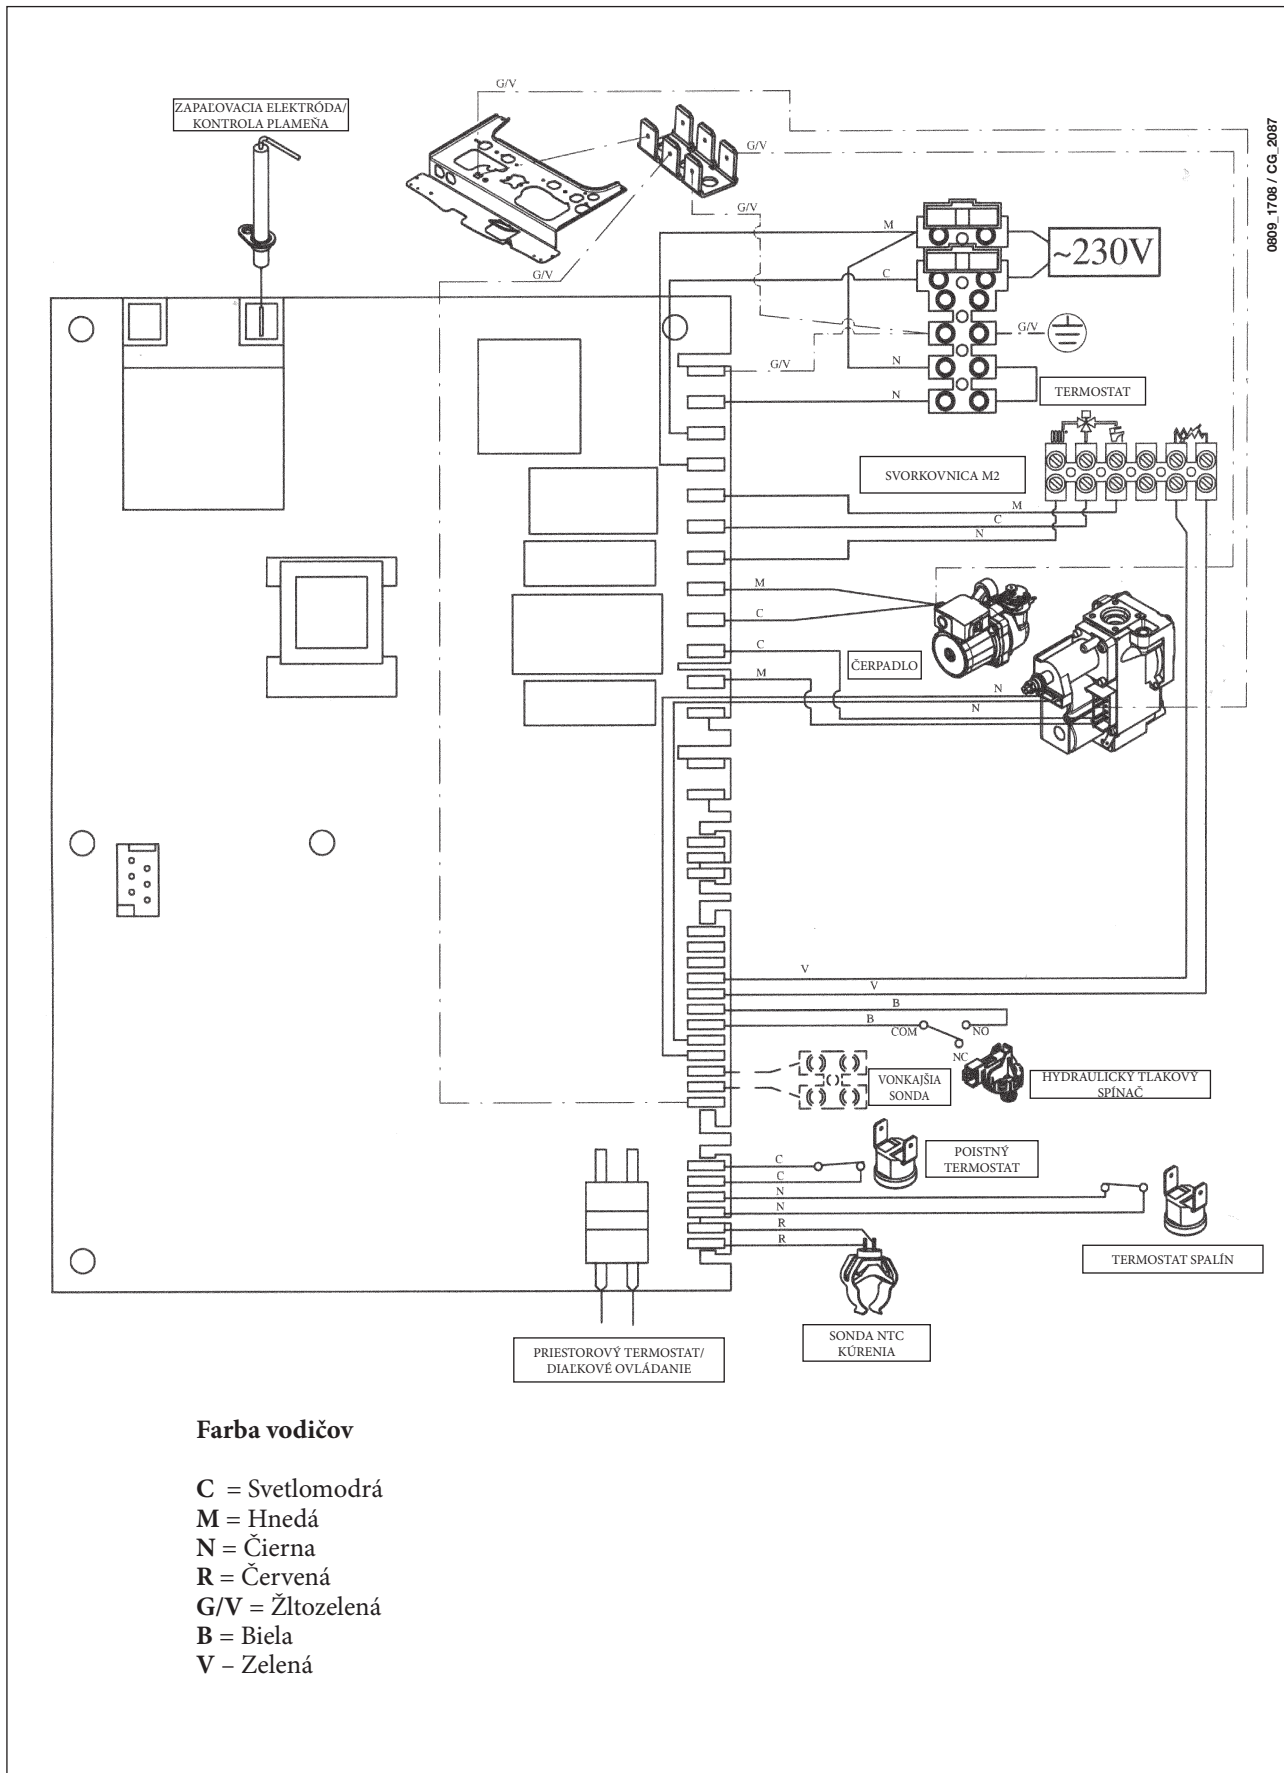 G/V
ZAPAĽOVACIA ELEKTRÓDA/
KONTROLA PLAMEŇA
0809_1708 / CG_2087
G/V
G/V
M
~230V
G/V
C
G/V
G/V
N
N
TERMOSTAT
SVORKOVNICA M2
M
C
N
M
C
C
ČERPADLO
M
N
N
V
V
B
B
COM
NO
NC
VONKAJŠIA
SONDA
HYDRAULICKÝ TLAKOVÝ
SPÍNAČ
POISTNÝ
TERMOSTAT
C
C
N
N
R
R
TERMOSTAT SPALÍN
SONDA NTC
KÚRENIA
PRIESTOROVÝ TERMOSTAT/
DIAĽKOVÉ OVLÁDANIE
Farba vodičov
C = Svetlomodrá
M = Hnedá
N = Čierna
R = Červená
G/V = Žltozelená
B = Biela
V – Zelená